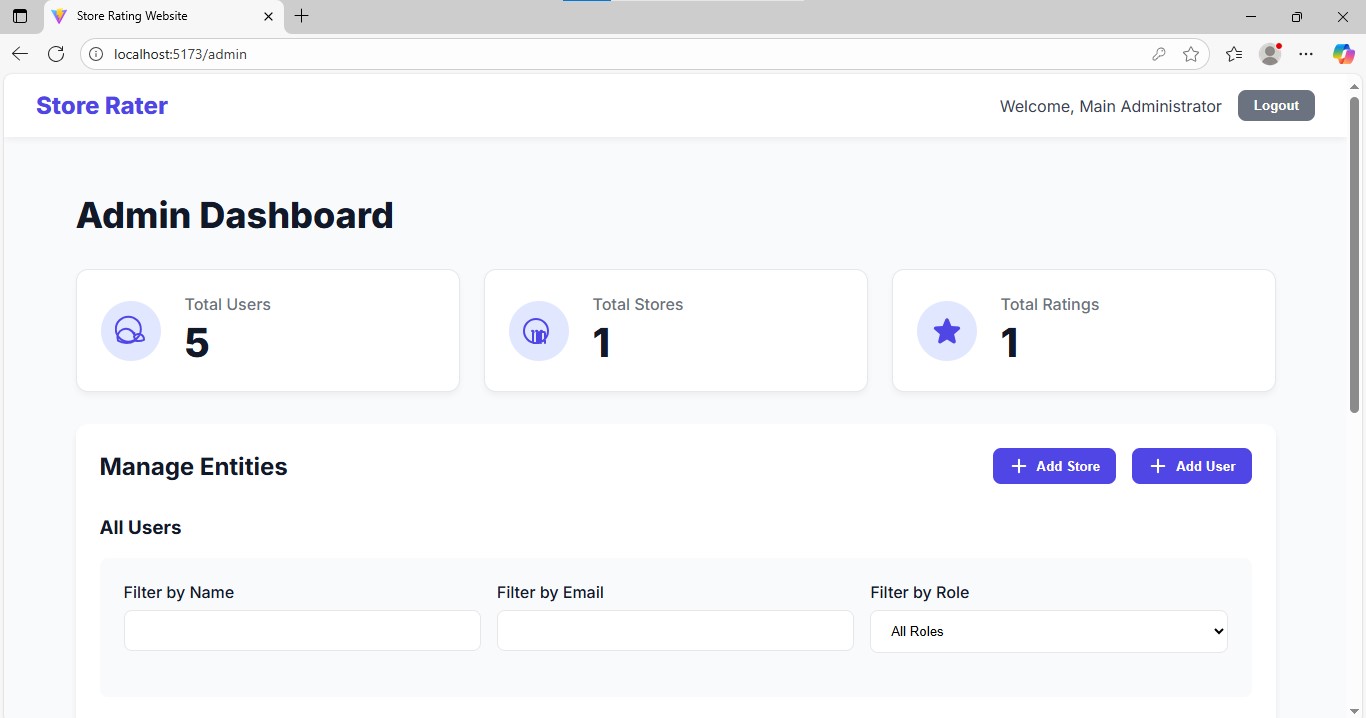 Store Rating Website
localhost:5173/admin
Store Rater
Welcome, Main Administrator
Logout
Admin Dashboard
Total Users
5
Total Stores
1
Total Ratings
1
Manage Entities
Add Store
Add User
All Users
Filter by Name
Filter by Email
Filter by Role
All Roles